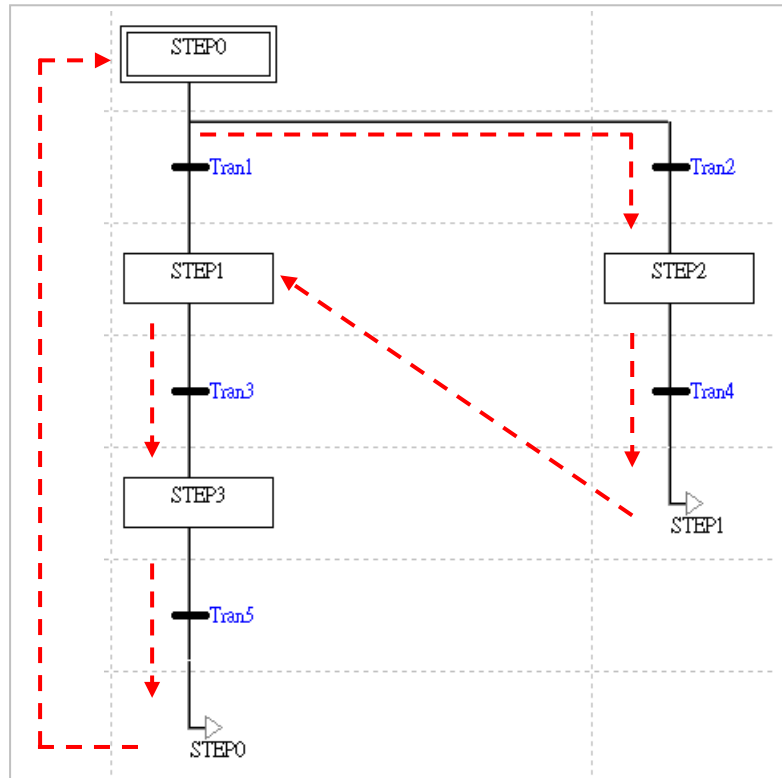 STEP0
Tran1
Tran2
STEP1
STEP2
Tran3
Tran4
STEP3
STEP1
Tran5
STEP0